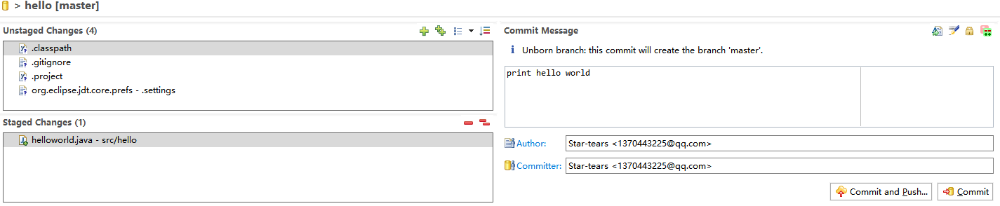 > hello [master]
Unstaged Changes (4)
.classpath
.gitignore
.project
org.eclipse.jdt.core.prefs - .settings
Staged Changes (1)
helloworld.java - src/hello
Commit Message
Unborn branch: this commit will create the branch 'master'.
print hello world
Author: Star-tears <1370443225@qq.com>
Committer: Star-tears <1370443225@qq.com>
Commit and Push... Commit